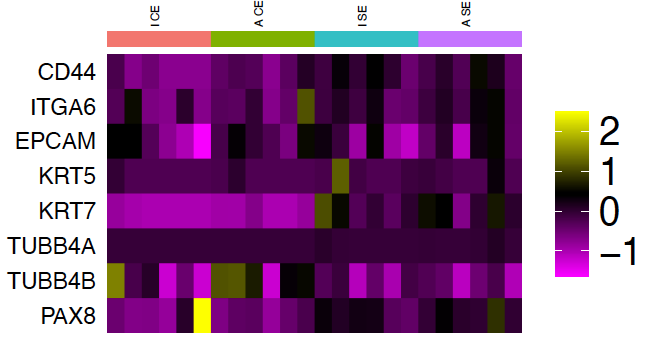 I CE
A CE
I SE
A SE
CD44
ITGA6
EPCAM
KRT5
KRT7
TUBB4A
TUBB4B
PAX8
2
1
0
−1